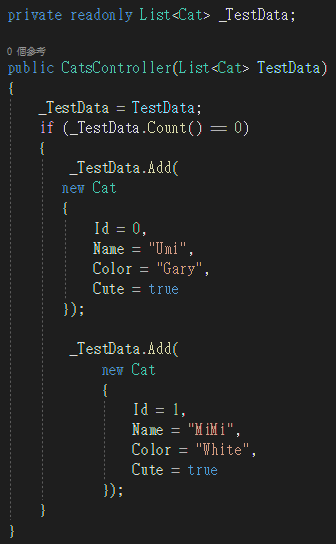 private readonly List<Cat> _TestData;
0 個參考
public CatsController(List<Cat> TestData)
{
_TestData = TestData;
if (_TestData.Count() == 0)
{
_TestData.Add(
new Cat
{
Id = 0,
Name = "Umi",
Color = "Gary",
Cute = true
});
_TestData.Add(
new Cat
{
Id = 1,
Name = "MiMi",
Color = "White",
Cute = true
});
}
}